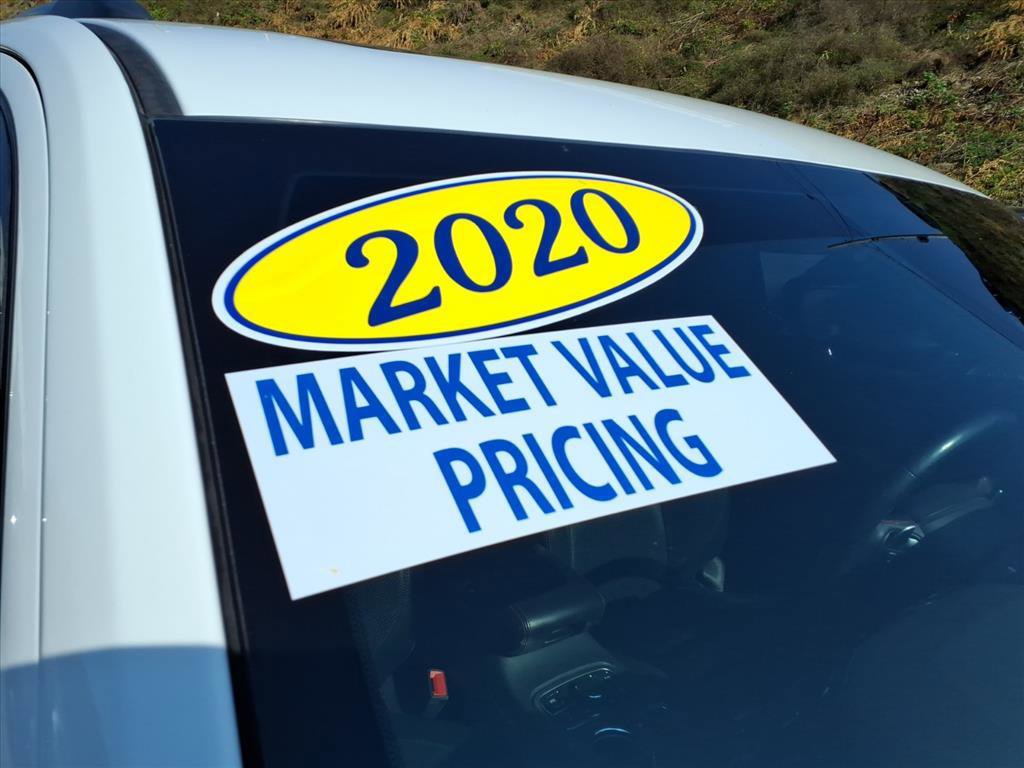 2020
MARKET VALUE
PRICING